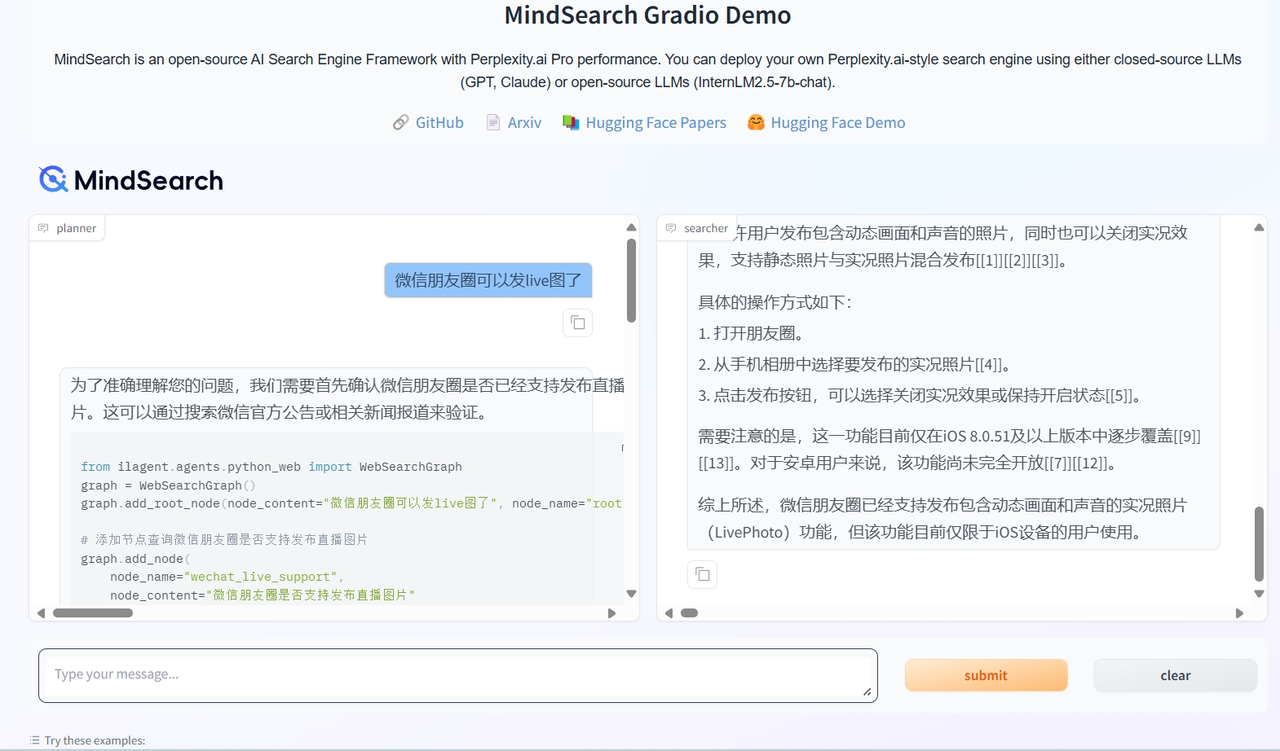 MindSearch Gradio Demo
MindSearch is an open-source AI Search Engine Framework with Perplexity.ai Pro performance. You can deploy your own Perplexity.ai-style search engine using either closed-source LLMs
(GPT, Claude) or open-source LLMs (InternLM2.5-7b-chat).
GitHub Arxiv Hugging Face Papers Hugging Face Demo
MindSearch
planner
微信朋友圈可以发live图了
为了准确理解您的问题，我们需要首先确认微信朋友圈是否已经支持发布直播
片。这可以通过搜索微信官方公告或相关新闻报道来验证。
from ilagent.agents.python_web import WebSearchGraph
graph = WebSearchGraph()
graph.add_root_node(node_content="微信朋友圈可以发live图了", node_name="root
# 添加节点查询微信朋友圈是否支持发布直播图片
graph.add_node(
node_name="wechat_live_support",
node_content="微信朋友圈是否支持发布直播图片"
searcher
许用户发布包含动态画面和声音的照片，同时也可以关闭实况效
果，支持静态照片与实况照片混合发布[[1]][[2]][[3]]。
具体的操作方式如下：
1. 打开朋友圈。
2. 从手机相册中选择要发布的实况照片[[4]]。
3. 点击发布按钮，可以选择关闭实况效果或保持开启状态[[5]]。
需要注意的是，这一功能目前仅在iOS 8.0.51及以上版本中逐步覆盖[[9]]
[[13]]。对于安卓用户来说，该功能尚未完全开放[[7]][[12]]。
综上所述，微信朋友圈已经支持发布包含动态画面和声音的实况照片
（LivePhoto）功能，但该功能目前仅限于iOS设备的用户使用。
Type your message...
submit
clear
Try these examples: